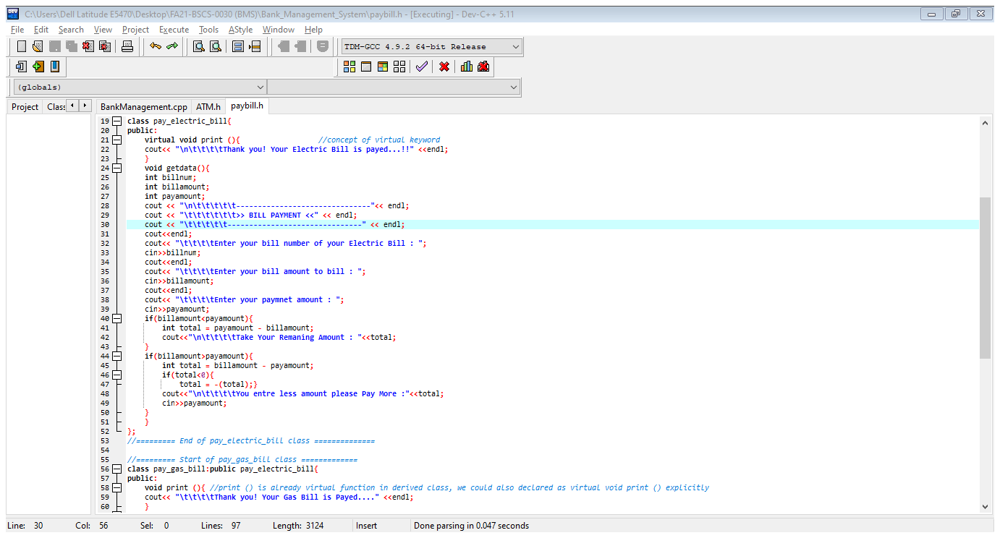 C:\Users\Dell Latitude E5470\Desktop\FA21-BSCS-0030 (BMS)\Bank_Management_System\paybill.h - [Executing] - Dev-C++ 5.11
File Edit Search View Project Execute Tools AStyle Window Help
TDM-GCC 4.9.2 64-bit Release
(globals)
Project Class BankManagement.cpp ATM.h paybill.h
19 class pay_electric_bill{
20 public:
21 virtual void print (){ //concept of virtual keyword
22 cout<< "\n\t\t\t\tThank you! Your Electric Bill is payed...!!" <<endl;
23 }
24 void getdata(){
25 int billnum;
26 int billamount;
27 int payamount;
28 cout << "\n\t\t\t\t\t-------------------------------"<< endl;
29 cout << "\t\t\t\t\t\t>> BILL PAYMENT <<" << endl;
30 cout << "\t\t\t\t\t-------------------------------" << endl;
31 cout<<endl;
32 cout<< "\t\t\t\tEnter your bill number of your Electric Bill : ";
33 cin>>billnum;
34 cout<<endl;
35 cout<< "\t\t\t\tEnter your bill amount to bill : ";
36 cin>>billamount;
37 cout<<endl;
38 cout<< "\t\t\t\tEnter your paymnet amount : ";
39 cin>>payamount;
40 if(billamount<payamount){
41 int total = payamount - billamount;
42 cout<<"\n\t\t\t\tTake Your Remaning Amount : "<<total;
43 }
44 if(billamount>payamount){
45 int total = billamount - payamount;
46 if(total<0){
47 total = -(total);}
48 cout<<"\n\t\t\t\tYou entre less amount please Pay More :"<<total;
49 cin>>payamount;
50 }
51 }
52 };
53 //========= End of pay_electric_bill class ==============
54
55 //========= Start of pay_gas_bill class =============
56 class pay_gas_bill:public pay_electric_bill{
57 public:
58 void print (){ //print () is already virtual function in derived class, we could also declared as virtual void print () explicitly
59 cout<< "\t\t\t\tThank you! Your Gas Bill is Payed...." <<endl;
60 }
Line: 30 Col: 56 Sel: 0 Lines: 97 Length: 3124 Insert Done parsing in 0.047 seconds